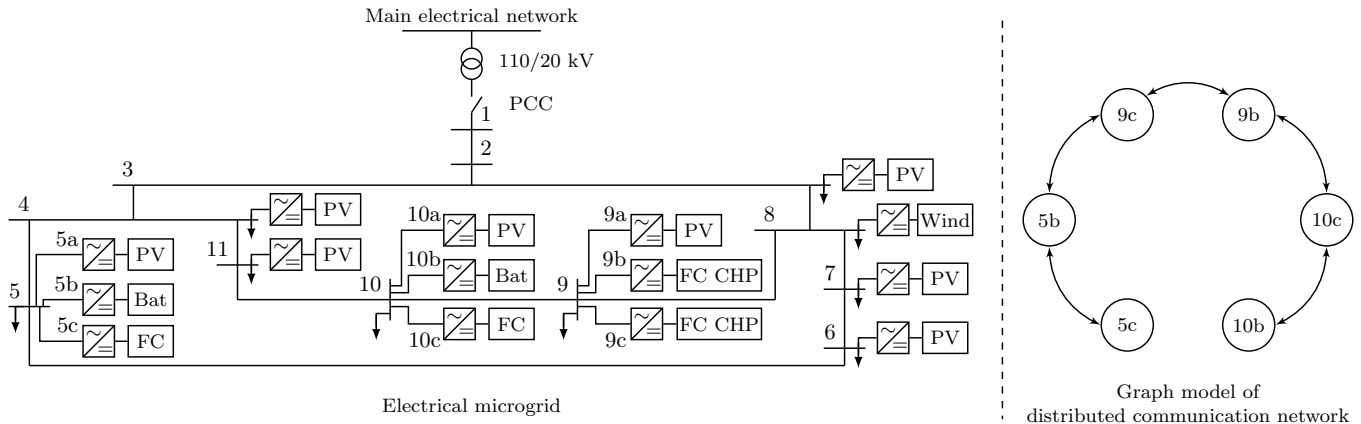 Main electrical network
110/20 kV
PCC
1
2
3
PV
4
PV
10a
PV
9a
PV
8
Wind
5a
PV
11
PV
10b
Bat
9b
FC CHP
7
PV
5
5b
Bat
10
9
5c
FC
10c
FC
9c
FC CHP
6
PV
Electrical microgrid
9c
9b
5b
10c
5c
10b
Graph model of
distributed communication network